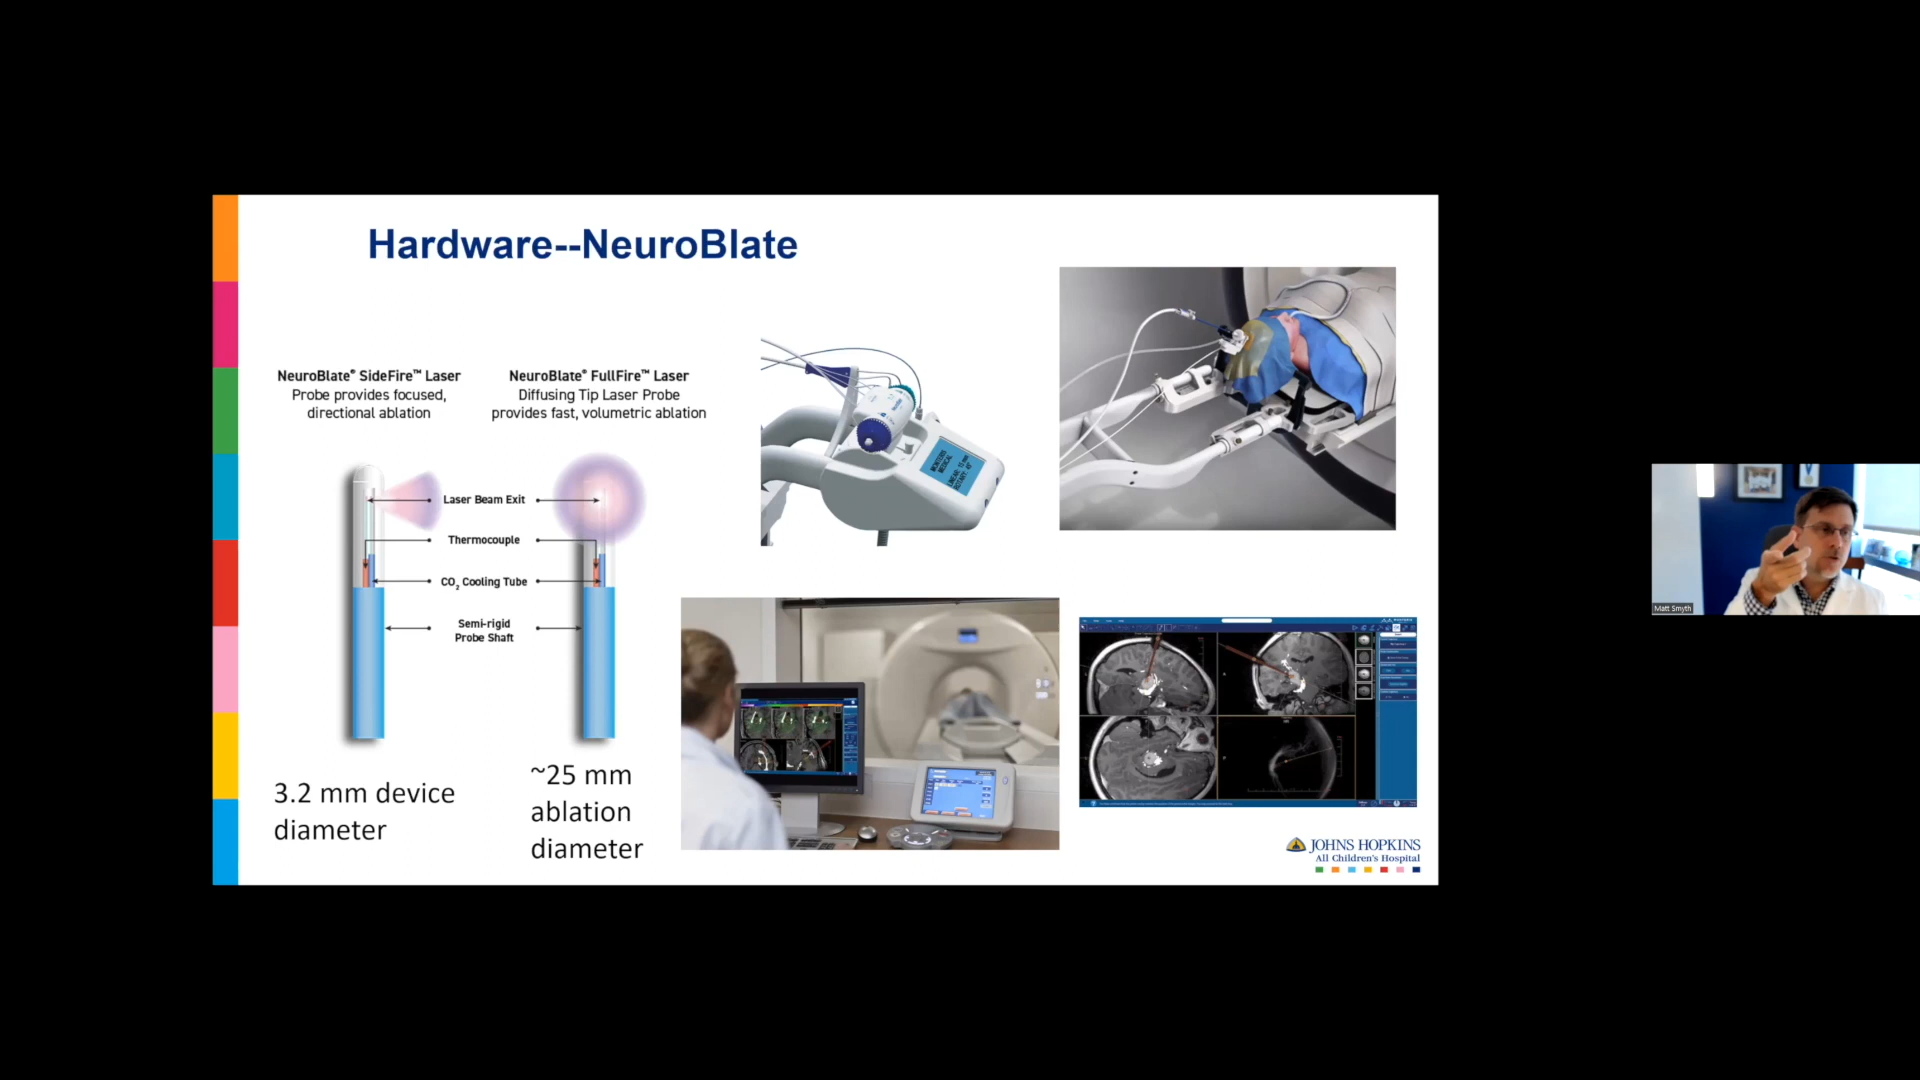 Hardware--NeuroBlate
NeuroBlate® SideFire™ Laser
Probe provides focused,
directional ablation
NeuroBlate® FullFire™ Laser
Diffusing Tip Laser Probe
provides fast, volumetric ablation
Laser Beam Exit
Thermocouple
CO2 Cooling Tube
Semi-rigid
Probe Shaft
3.2 mm device
diameter
~25 mm
ablation
diameter
MONTERIS
MEDICAL
JOHNS HOPKINS
All Children's Hospital
Matt Smyth